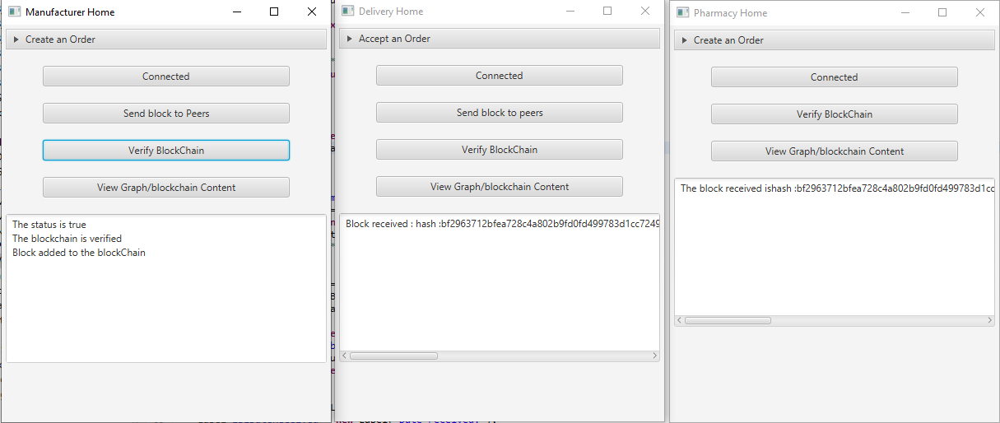 Manufacturer Home
Create an Order
Connected
Send block to Peers
Verify BlockChain
View Graph/blockchain Content
The status is true
The blockchain is verified
Block added to the blockChain
Delivery Home
Accept an Order
Connected
Send block to peers
Verify BlockChain
View Graph/blockchain Content
Block received : hash :bf2963712bfea728c4a802b9fd0fd499783d1cc7249
Pharmacy Home
Create an Order
Connected
Verify BlockChain
View Graph/blockchain Content
The block received ishash :bf2963712bfea728c4a802b9fd0fd499783d1cc